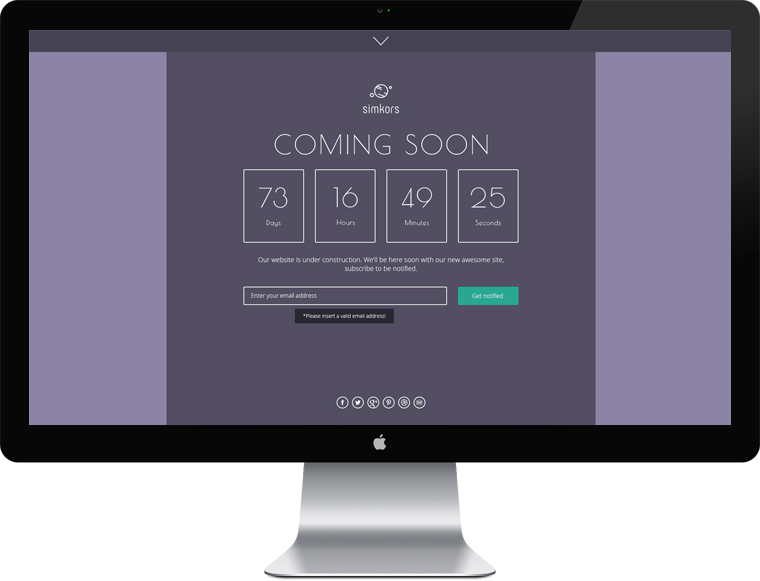 simkors
COMING SOON
73 16 49 25
Days Hours Minutes Seconds
Our website is under construction. We'll be here soon with our new awesome site,
subscribe to be notified.
Enter your email address Get notified
*Please insert a valid email address!